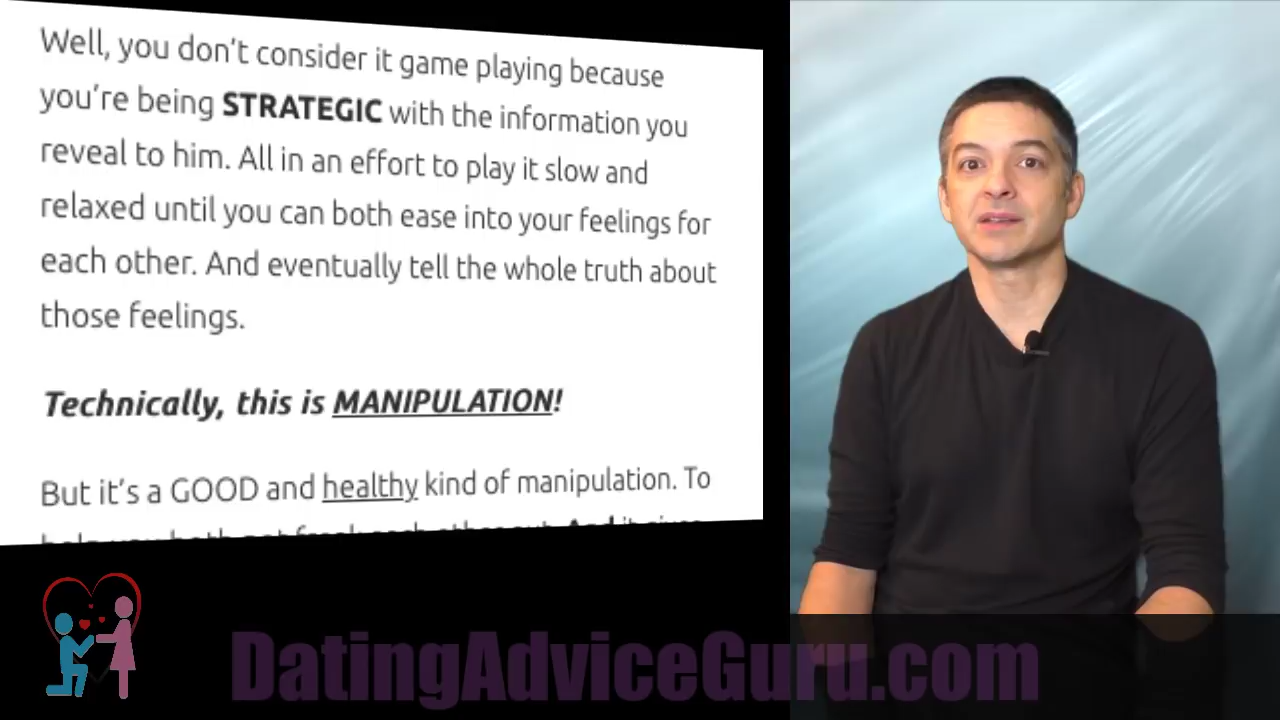 Well, you don't consider it game playing because
you're being STRATEGIC with the information you
reveal to him. All in an effort to play it slow and
relaxed until you can both ease into your feelings for
each other. And eventually tell the whole truth about
those feelings.
Technically, this is MANIPULATION!
But it's a GOOD and healthy kind of manipulation. To
DatingAdviceGuru.com